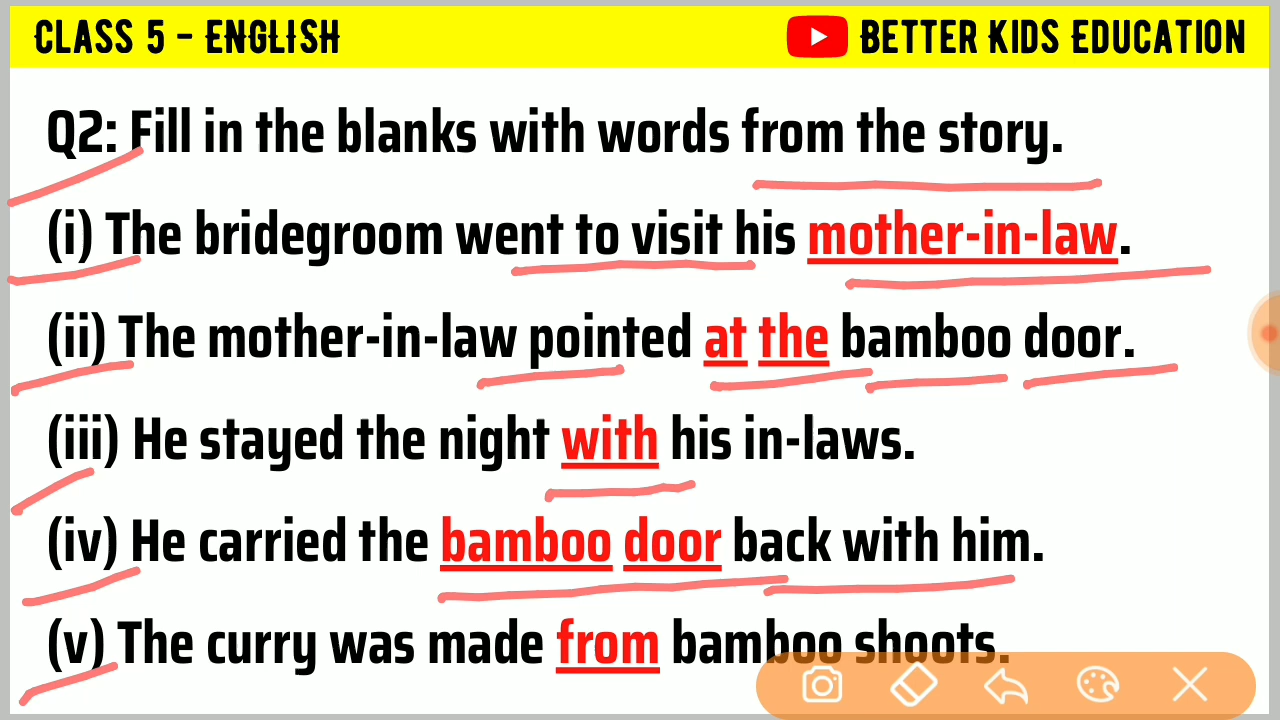 CLASS 5 - ENGLISH
BETTER KIDS EDUCATION
Q2: Fill in the blanks with words from the story.
(i) The bridegroom went to visit his mother-in-law.
(ii) The mother-in-law pointed at the bamboo door.
(iii) He stayed the night with his in-laws.
(iv) He carried the bamboo door back with him.
(v) The curry was made from bamboo shoots.